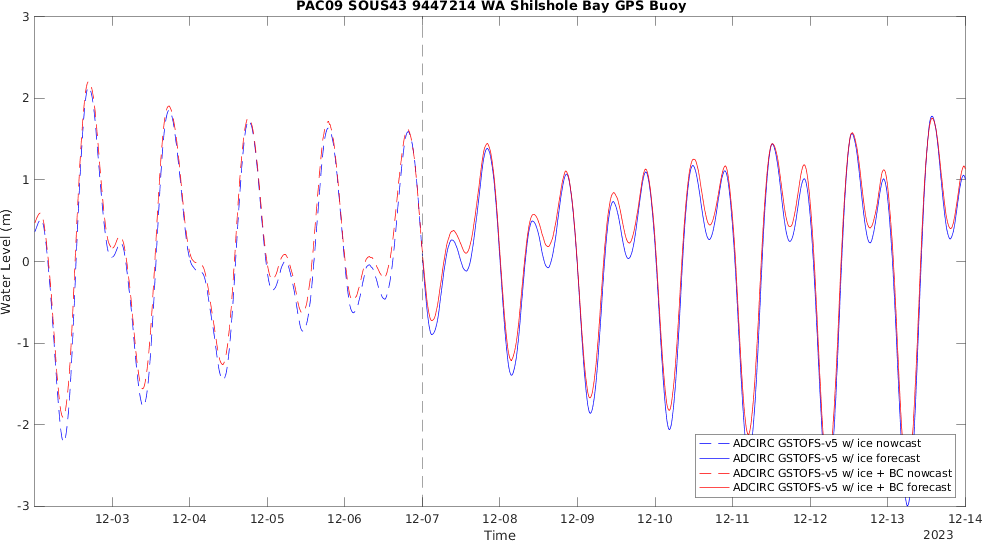 PAC09 SOUS43 9447214 WA Shilshole Bay GPS Buoy
3
2
1
0
-1
-2
-3
Water Level (m)
ADCIRC GSTOFS-v5 w/ ice nowcast
ADCIRC GSTOFS-v5 w/ ice forecast
ADCIRC GSTOFS-v5 w/ ice + BC nowcast
ADCIRC GSTOFS-v5 w/ ice + BC forecast
12-03 12-04 12-05 12-06 12-07 12-08 12-09 12-10 12-11 12-12 12-13 12-14
Time
2023